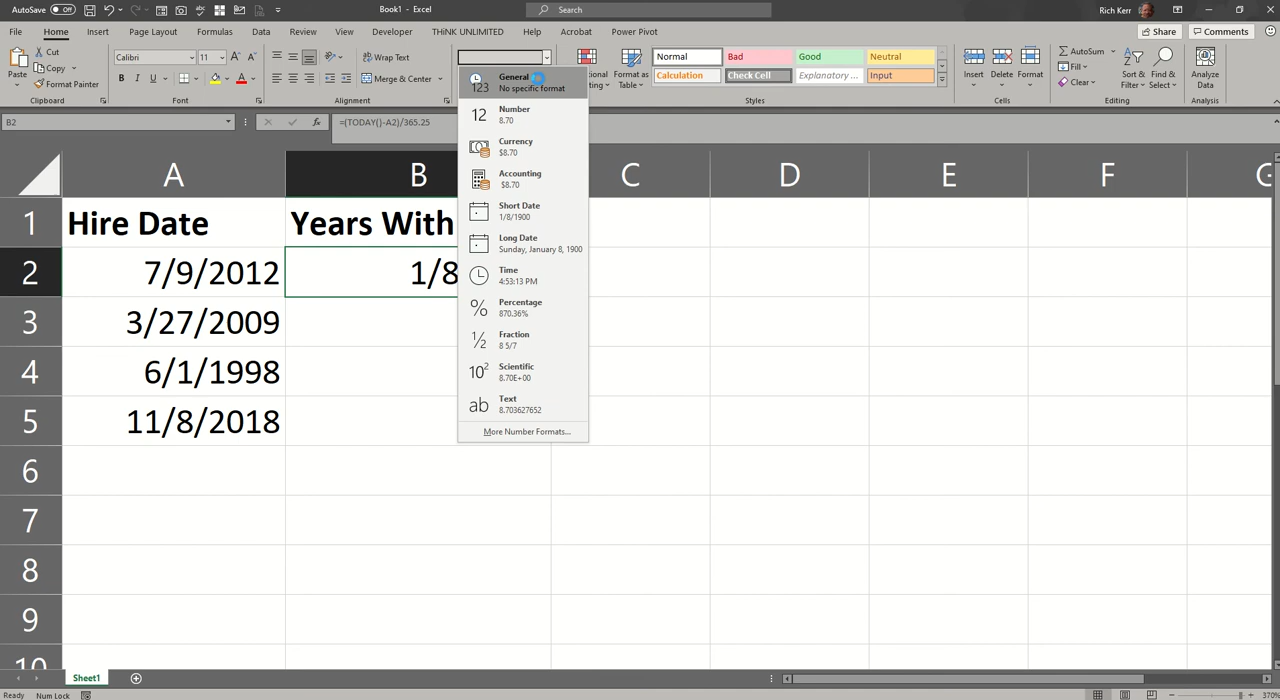 AutoSave Off Book1 - Excel Search Rich Kerr
File Home Insert Page Layout Formulas Data Review View Developer THiNK UNLiMiTED Help Acrobat Power Pivot Share Comments
Paste
Cut
Copy
Format Painter
Clipboard
Calibri 11
B I U A
Font
Wrap Text
Merge & Center
Alignment
Format as
Table
Normal Bad Good Neutral
Calculation Check Cell Explanatory ... Input
Styles
Insert Delete Format
Cells
AutoSum
Fill
Clear
Sort &
Filter
Find &
Select
Editing
Analyze
Data
Analysis
B2 fx =(TODAY()-A2)/365.25
General
No specific format
Number
8.70
Currency
$8.70
Accounting
$8.70
Short Date
1/8/1900
Long Date
Sunday, January 8, 1900
Time
4:53:13 PM
Percentage
870.36%
Fraction
8 5/7
Scientific
8.70E+00
Text
8.703627652
More Number Formats...
A B C D E F G
1 Hire Date Years With
2 7/9/2012 1/8
3 3/27/2009
4 6/1/1998
5 11/8/2018
6
7
8
9
10
Sheet1
Ready Num Lock 370%